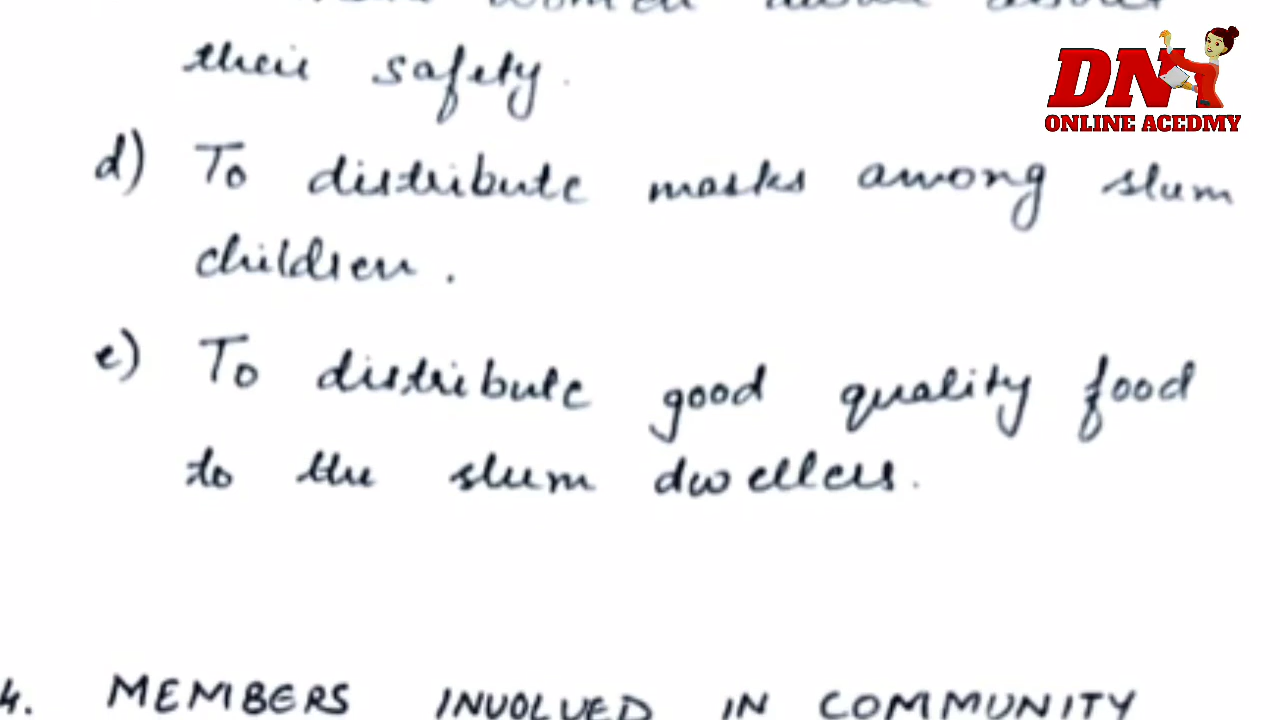 their safety.
d) To distribute masks among slum
children.
e) To distribute good quality food
to the slum dwellers.
4. MEMBERS INVOLVED IN COMMUNITY
DN
ONLINE ACEDMY